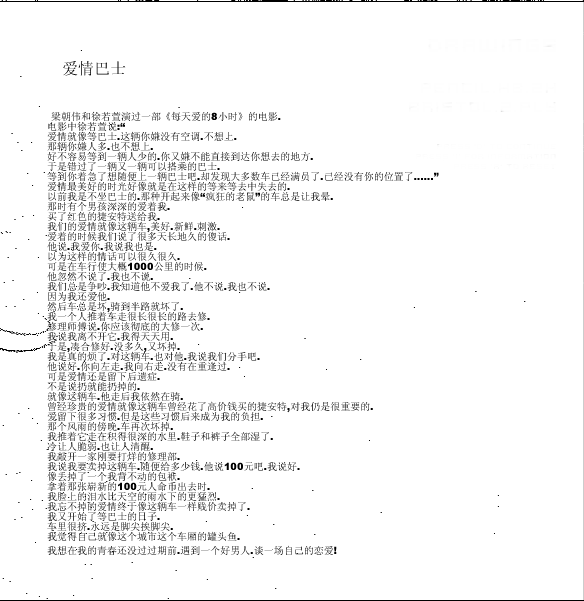 爱情巴士
梁朝伟和徐若萱演过一部《每天爱的8小时》的电影.
电影中徐若萱说:“
爱情就像等巴士.这辆你嫌没有空调.不想上.
那辆你嫌人多.也不想上.
好不容易等到一辆人少的.你又嫌不能直接到达你想去的地方.
于是错过了一辆又一辆可以搭乘的巴士.
等到你着急了想随便上一辆巴士吧.却发现大多数车已经满员了.已经没有你的位置了......”
爱情最美好的时光好像就是在这样的等来等去中失去的.
以前我是不坐巴士的.那种开起来像“疯狂的老鼠”的车总是让我晕.
那时有个男孩深深的爱着我.
买了红色的捷安特送给我.
我们的爱情就像这辆车,美好.新鲜.刺激.
爱着的时候我们说了很多天长地久的傻话.
他说.我爱你.我说我也是.
以为这样的情话可以很久很久.
可是在车行使大概1000公里的时候.
他忽然不说了.我也不说.
我们总是争吵.我知道他不爱我了.他不说.我也不说.
因为我还爱他.
然后车总是坏,骑到半路就坏了.
我一个人推着车走很长很长的路去修.
修理师傅说.你应该彻底的大修一次.
我说我离不开它.我得天天用.
于是,凑合修好.没多久,又坏掉.
我是真的烦了.对这辆车.也对他.我说我们分手吧.
他说好.你向左走.我向右走.没有在重逢过.
可是爱情还是留下后遗症.
不是说扔就能扔掉的.
就像这辆车.他走后我依然在骑.
曾经珍贵的爱情就像这辆车曾经花了高价钱买的捷安特,对我仍是很重要的.
爱留下很多习惯.但是这些习惯后来成为我的负担.
那个风雨的傍晚.车再次坏掉.
我推着它走在积得很深的水里.鞋子和裤子全部湿了.
冷让人脆弱.也让人清醒.
我敲开一家刚要打烊的修理部.
我说我要卖掉这辆车.随便给多少钱.他说100元吧.我说好.
像丢掉了一个我背不动的包袱.
拿着那张崭新的100元人命币出去时.
我脸上的泪水比天空的雨水下的更猛烈.
我忘不掉的爱情终于像这辆车一样贱价卖掉了.
我又开始了等巴士的日子.
车里很挤.永远是脚尖挨脚尖.
我觉得自己就像这个城市这个车厢的罐头鱼.
我想在我的青春还没过过期前.遇到一个好男人.谈一场自己的恋爱!